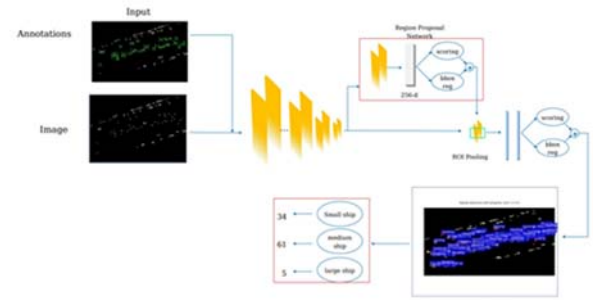 Input
Annotations
Image
Region Proposal
Network
scoring
bbox
reg
256-d
ROI Pooling
scoring
bbox
reg
34
Small ship
61
medium
ship
5
large ship